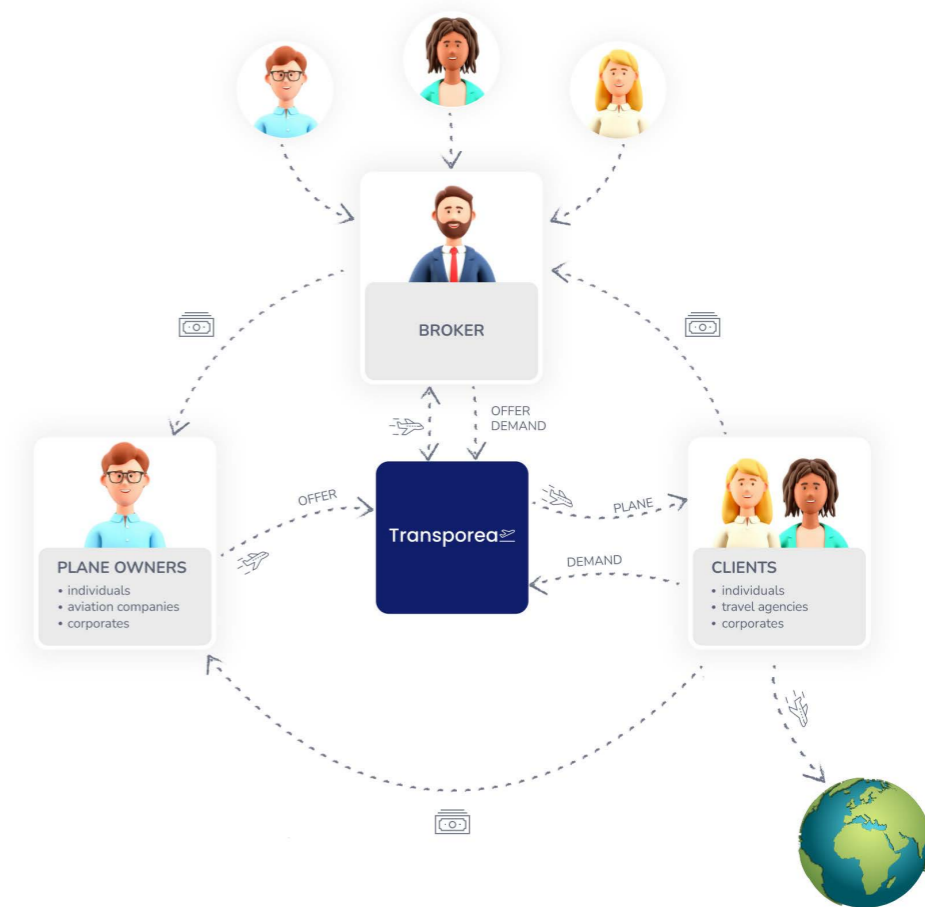 BROKER
OFFER
DEMAND
OFFER
Transporea
PLANE
DEMAND
PLANE OWNERS
• individuals
• aviation companies
• corporates
CLIENTS
• individuals
• travel agencies
• corporates